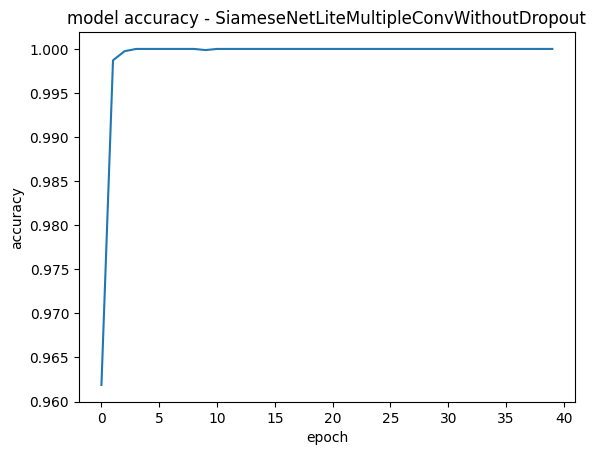 model accuracy - SiameseNetLiteMultipleConvWithoutDropout
1.000
0.995
0.990
0.985
0.980
0.975
0.970
0.965
0.960
accuracy
0 5 10 15 20 25 30 35 40
epoch